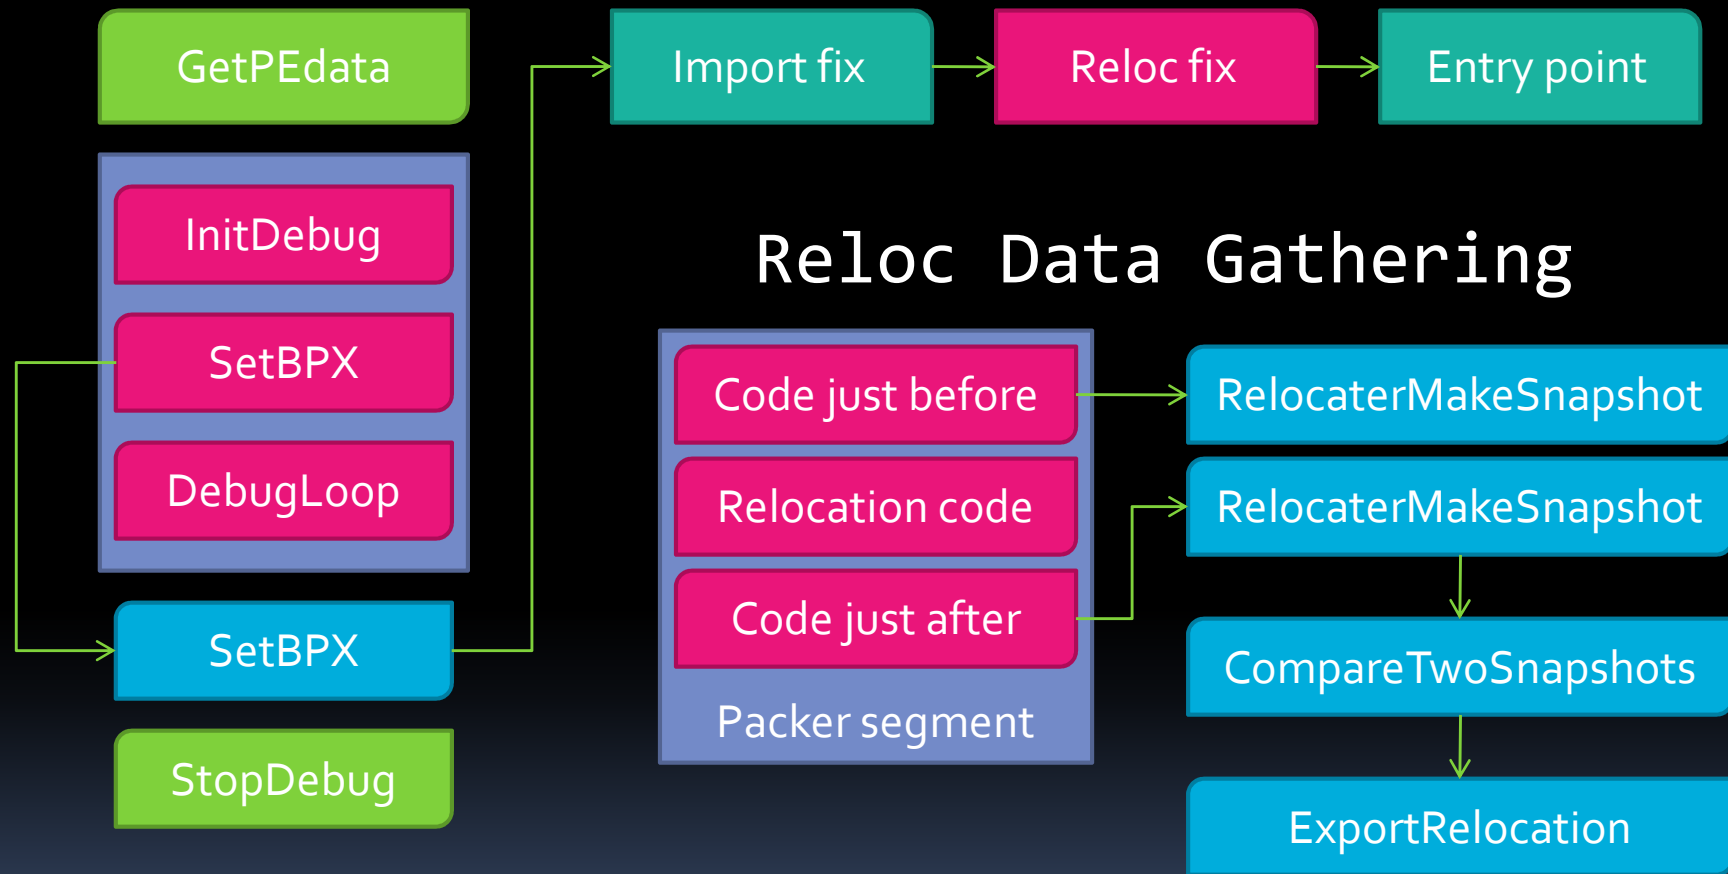 GetPEdata
InitDebug
SetBPX
DebugLoop
SetBPX
StopDebug
Import fix
Reloc fix
Entry point
Reloc Data Gathering
Code just before
Relocation code
Code just after
Packer segment
RelocaterMakeSnapshot
RelocaterMakeSnapshot
CompareTwoSnapshots
ExportRelocation